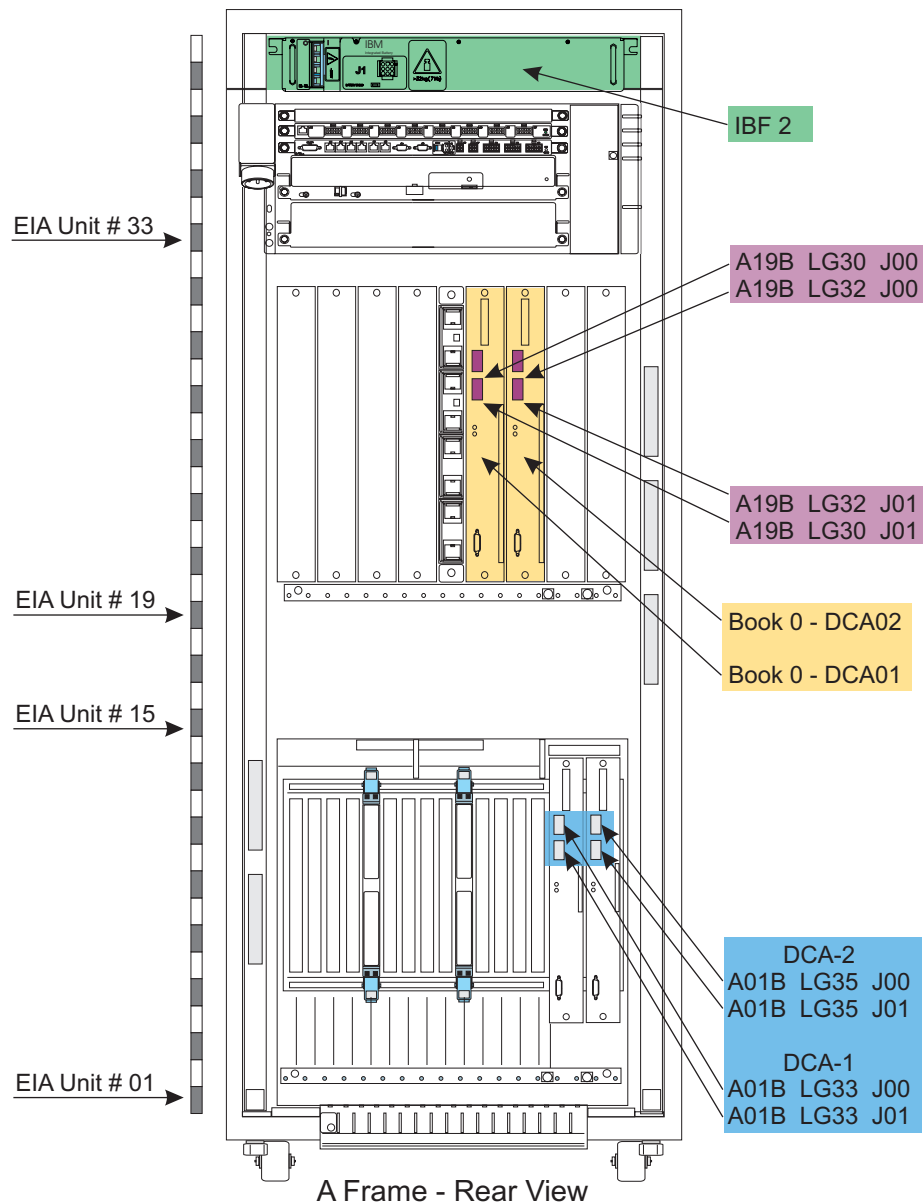 IBM
Integrated Battery
J1
IBF 2
EIA Unit # 33
A19B LG30 J00
A19B LG32 J00
A19B LG32 J01
A19B LG30 J01
EIA Unit # 19
Book 0 - DCA02
Book 0 - DCA01
EIA Unit # 15
DCA-2
A01B LG35 J00
A01B LG35 J01
DCA-1
A01B LG33 J00
A01B LG33 J01
EIA Unit # 01
A Frame - Rear View